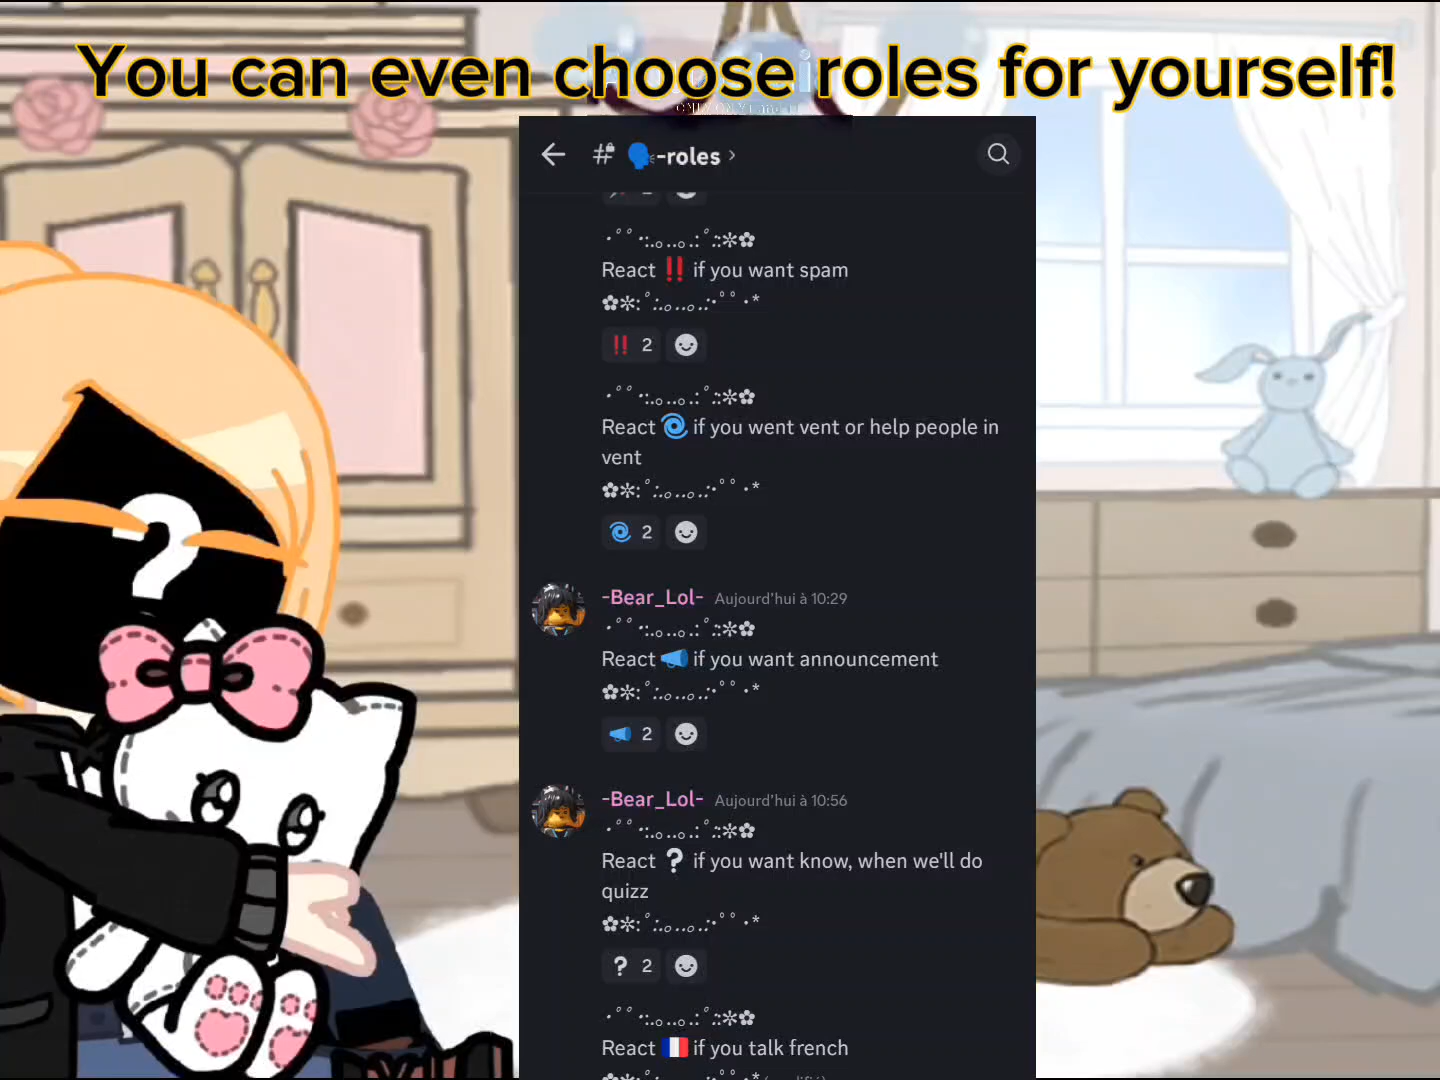 You can even choose roles for yourself!
-roles
React ‼️ if you want spam
‼️ 2
React 🌀 if you went vent or help people in
vent
🌀 2
-Bear_Lol- Aujourd'hui à 10:29
React 📢 if you want announcement
📢 2
-Bear_Lol- Aujourd'hui à 10:56
React ❔ if you want know, when we'll do
quizz
❔ 2
React 🇫🇷 if you talk french